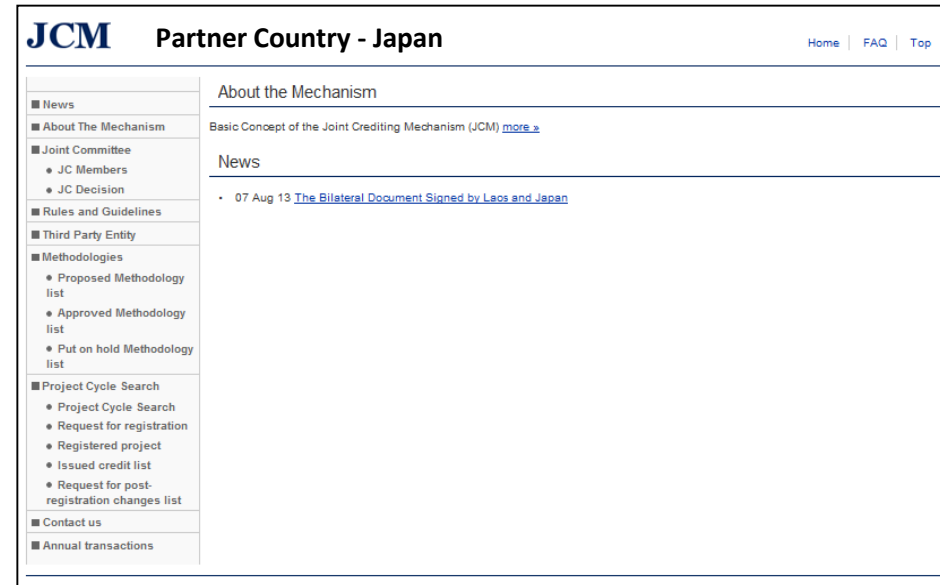 JCM Partner Country - Japan
Home FAQ Top
■ News
■ About The Mechanism
■ Joint Committee
• JC Members
• JC Decision
■ Rules and Guidelines
■ Third Party Entity
■ Methodologies
• Proposed Methodology
list
• Approved Methodology
list
• Put on hold Methodology
list
■ Project Cycle Search
• Project Cycle Search
• Request for registration
• Registered project
• Issued credit list
• Request for post-
registration changes list
■ Contact us
■ Annual transactions
About the Mechanism
Basic Concept of the Joint Crediting Mechanism (JCM) more »
News
• 07 Aug 13 The Bilateral Document Signed by Laos and Japan